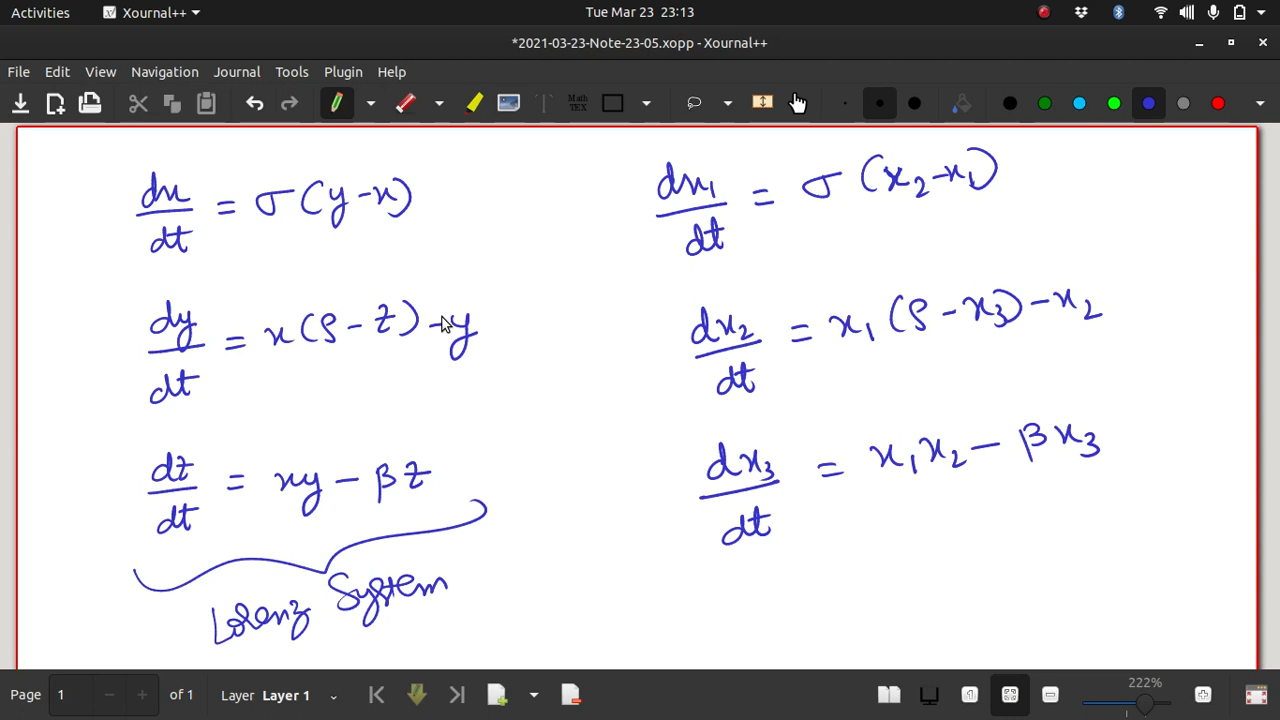 Activities Xournal++ Tue Mar 23 23:13
*2021-03-23-Note-23-05.xopp - Xournal++
File Edit View Navigation Journal Tools Plugin Help
T Math TEX
dx/dt = σ(y-x)
dy/dt = x(ρ-z)-y
dz/dt = xy-βz
Lorenz System
dx₁/dt = σ(x₂-x₁)
dx₂/dt = x₁(ρ-x₃)-x₂
dx₃/dt = x₁x₂-βx₃
222%
Page 1 of 1 Layer Layer 1